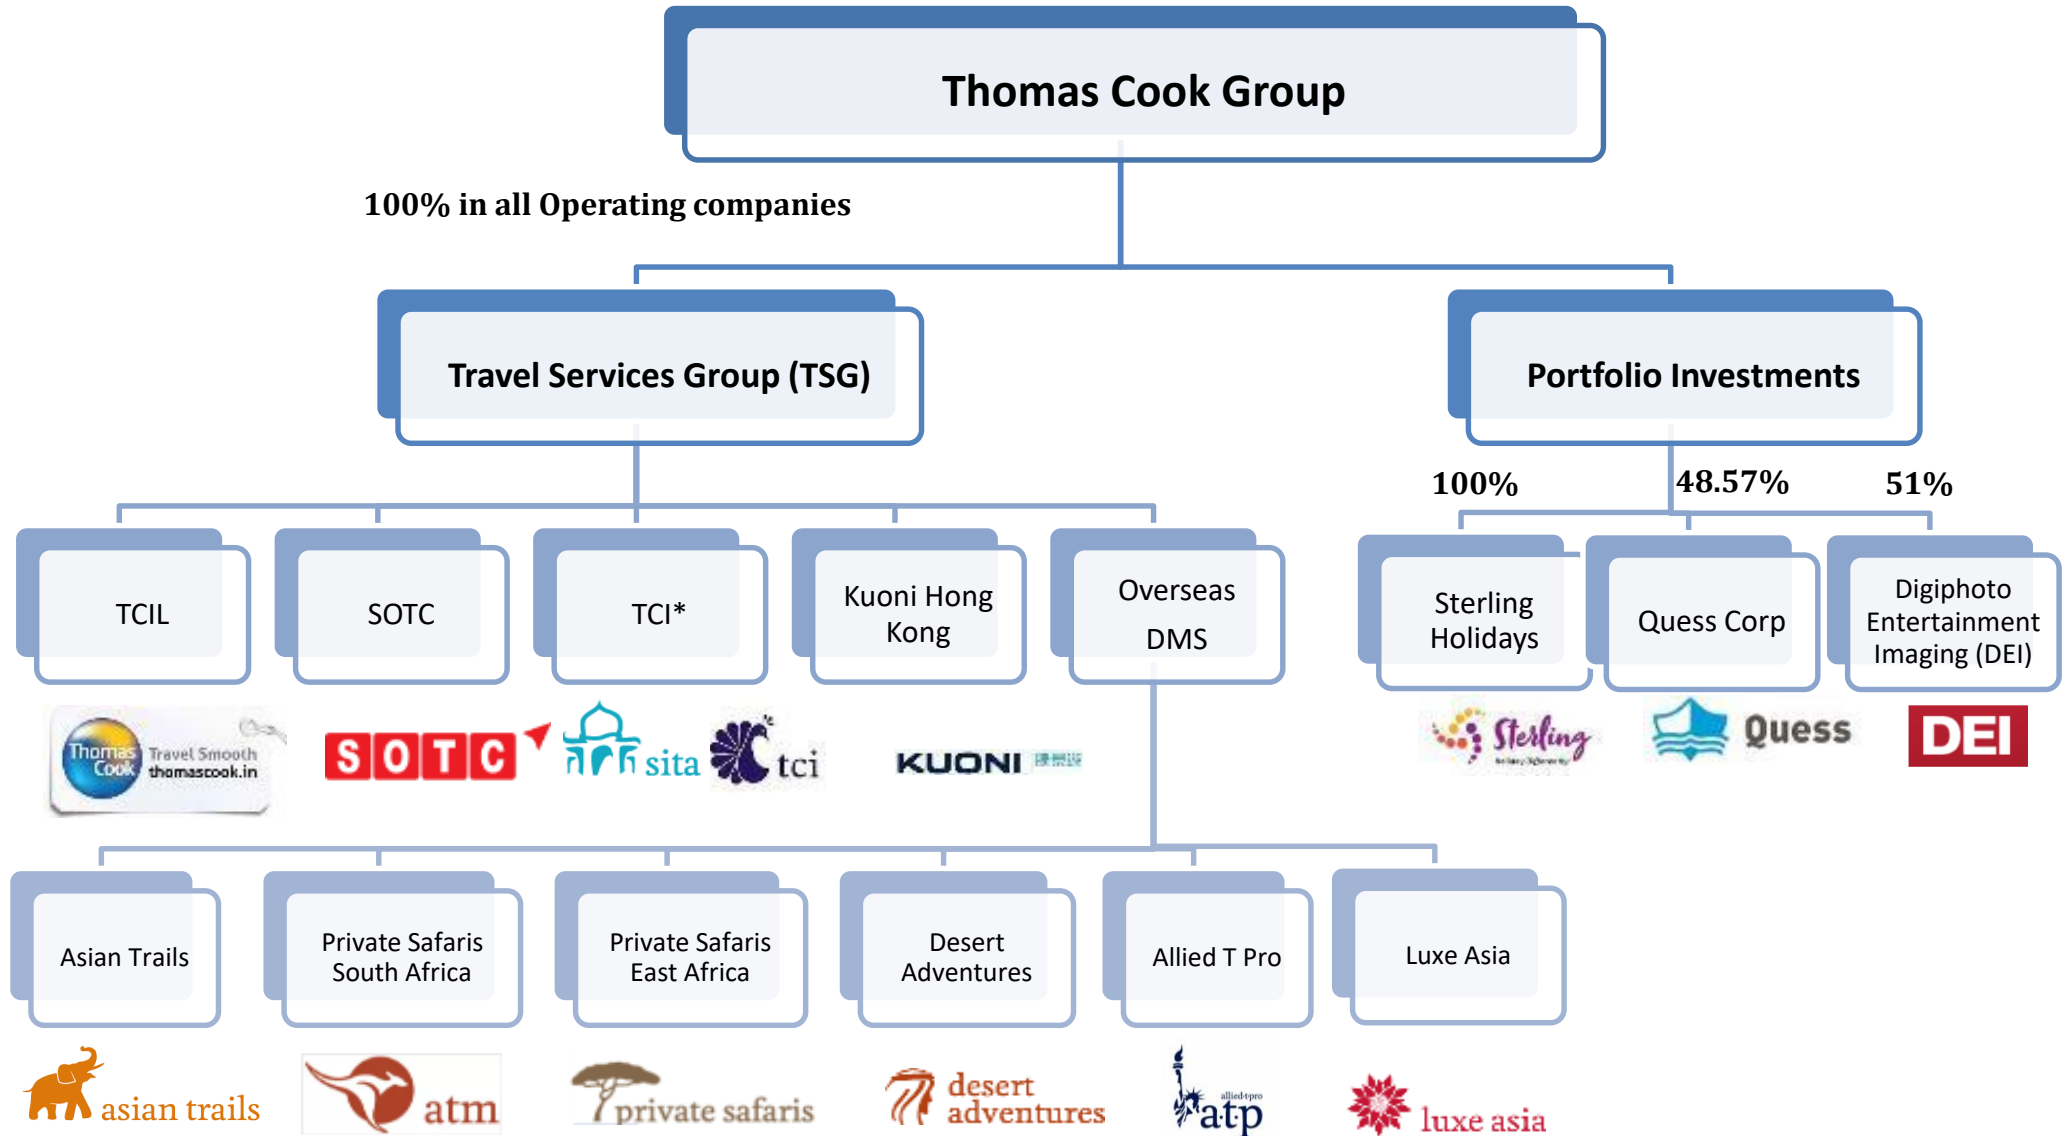 Thomas Cook Group
100% in all Operating companies
Travel Services Group (TSG)
Portfolio Investments
100%
48.57%
51%
TCIL
SOTC
TCI*
Kuoni Hong
Kong
Overseas
DMS
Sterling
Holidays
Quess Corp
Digiphoto
Entertainment
Imaging (DEI)
Thomas
Cook
Travel Smooth
thomascook.in
SOTC
sita
tci
KUONI
Sterling
Quess
DEI
Asian Trails
Private Safaris
South Africa
Private Safaris
East Africa
Desert
Adventures
Allied T Pro
Luxe Asia
asian trails
atm
private safaris
desert
adventures
allied-t-pro
a·t·p
luxe asia